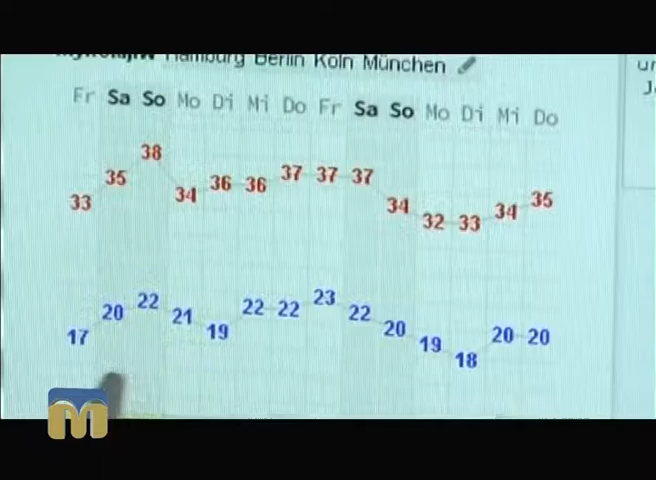 Hamburg Berlin Köln München
Fr Sa So Mo Di Mi Do Fr Sa So Mo Di Mi Do
33 35 38 34 36 36 37 37 37 34 32 33 34 35
17 20 22 21 19 22 22 23 22 20 19 18 20 20
M